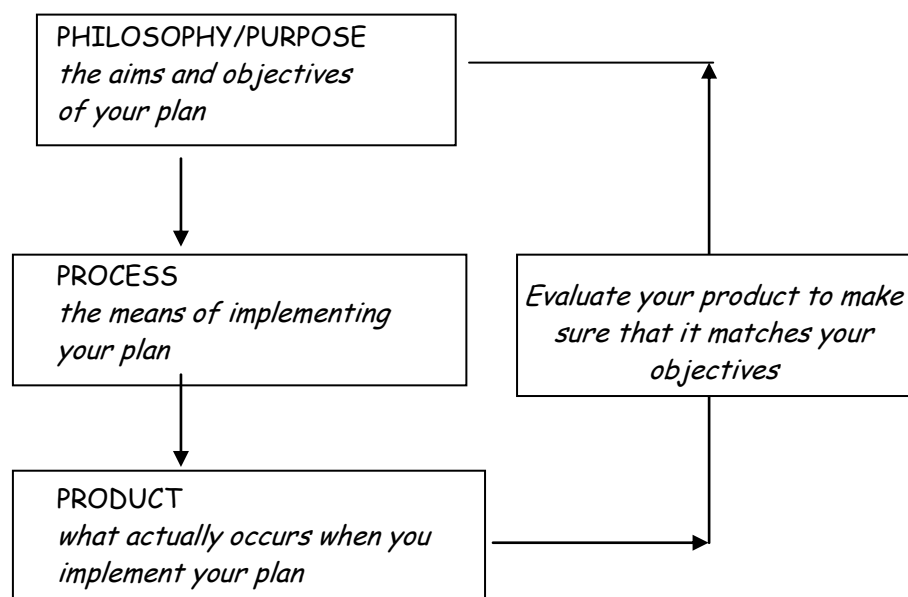 PHILOSOPHY/PURPOSE
the aims and objectives
of your plan
PROCESS
the means of implementing
your plan
Evaluate your product to make
sure that it matches your
objectives
PRODUCT
what actually occurs when you
implement your plan